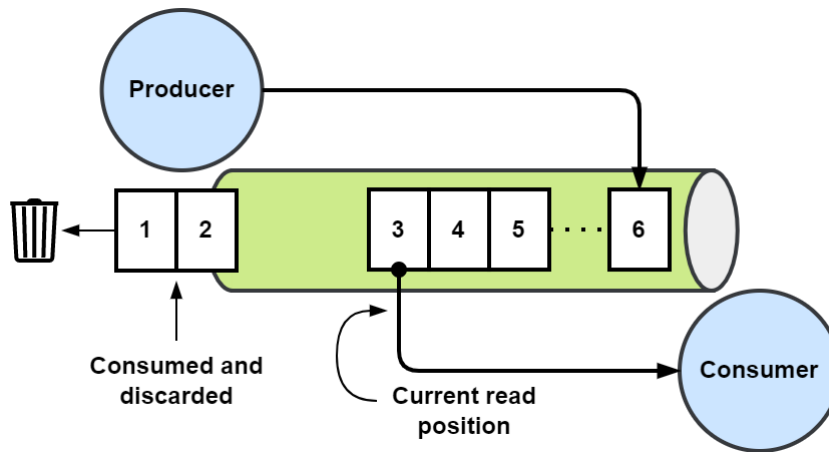 Producer
1 2 3 4 5 6
Consumed and
discarded
Current read
position
Consumer